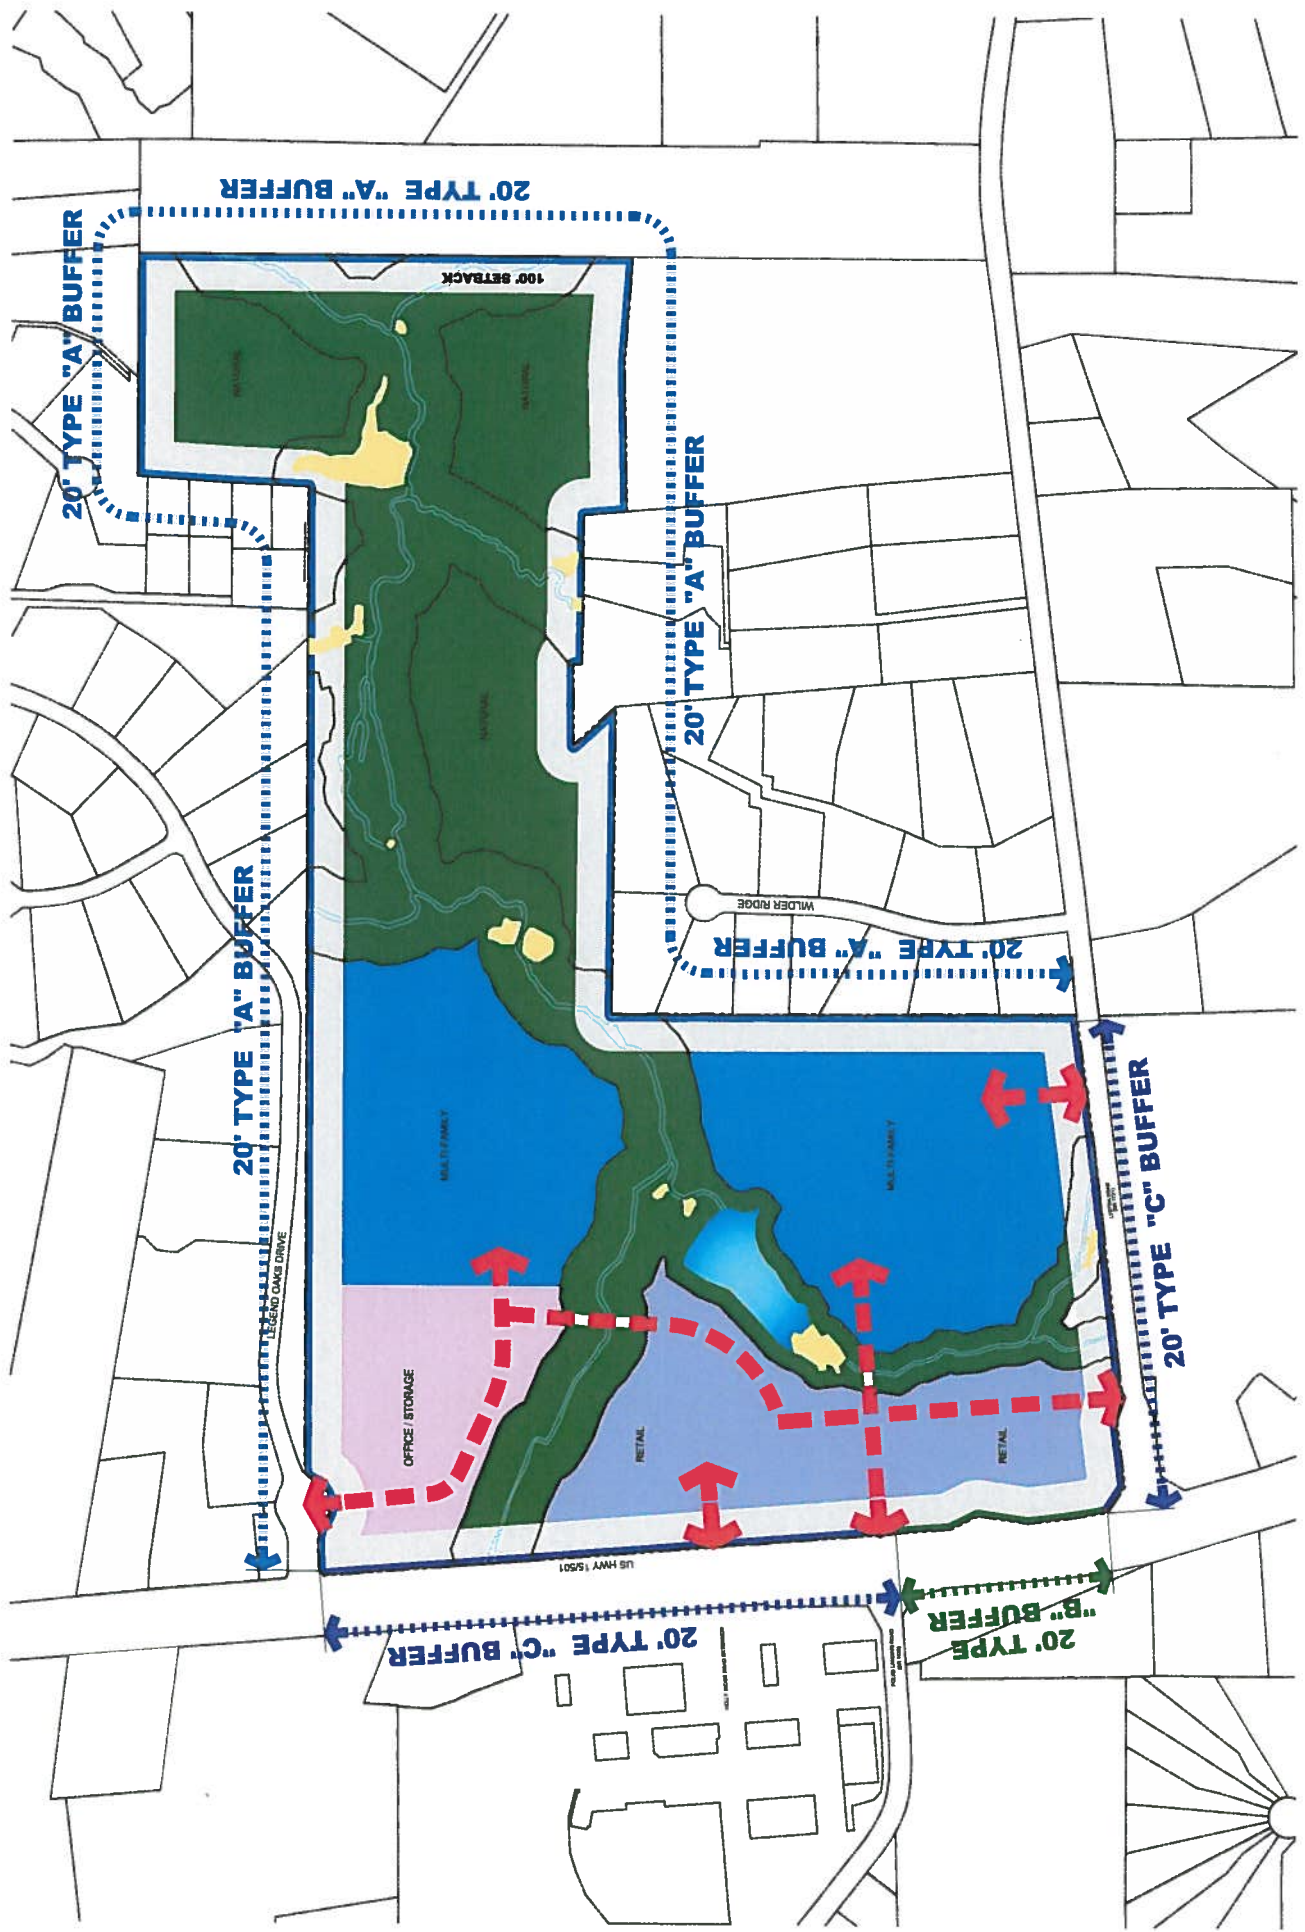 20' TYPE "A" BUFFER
20' TYPE "A" BUFFER
100' SETBACK
NATURAL
NATURAL
20' TYPE "A" BUFFER
NATURAL
WILDER RIDGE
20' TYPE "A" BUFFER
20' TYPE "A" BUFFER
MULTI-FAMILY
MULTI-FAMILY
20' TYPE "C" BUFFER
LEGEND OAKS DRIVE
OFFICE / STORAGE
RETAIL
RETAIL
US HWY 15/501
20' TYPE "C" BUFFER
20' TYPE
"B" BUFFER